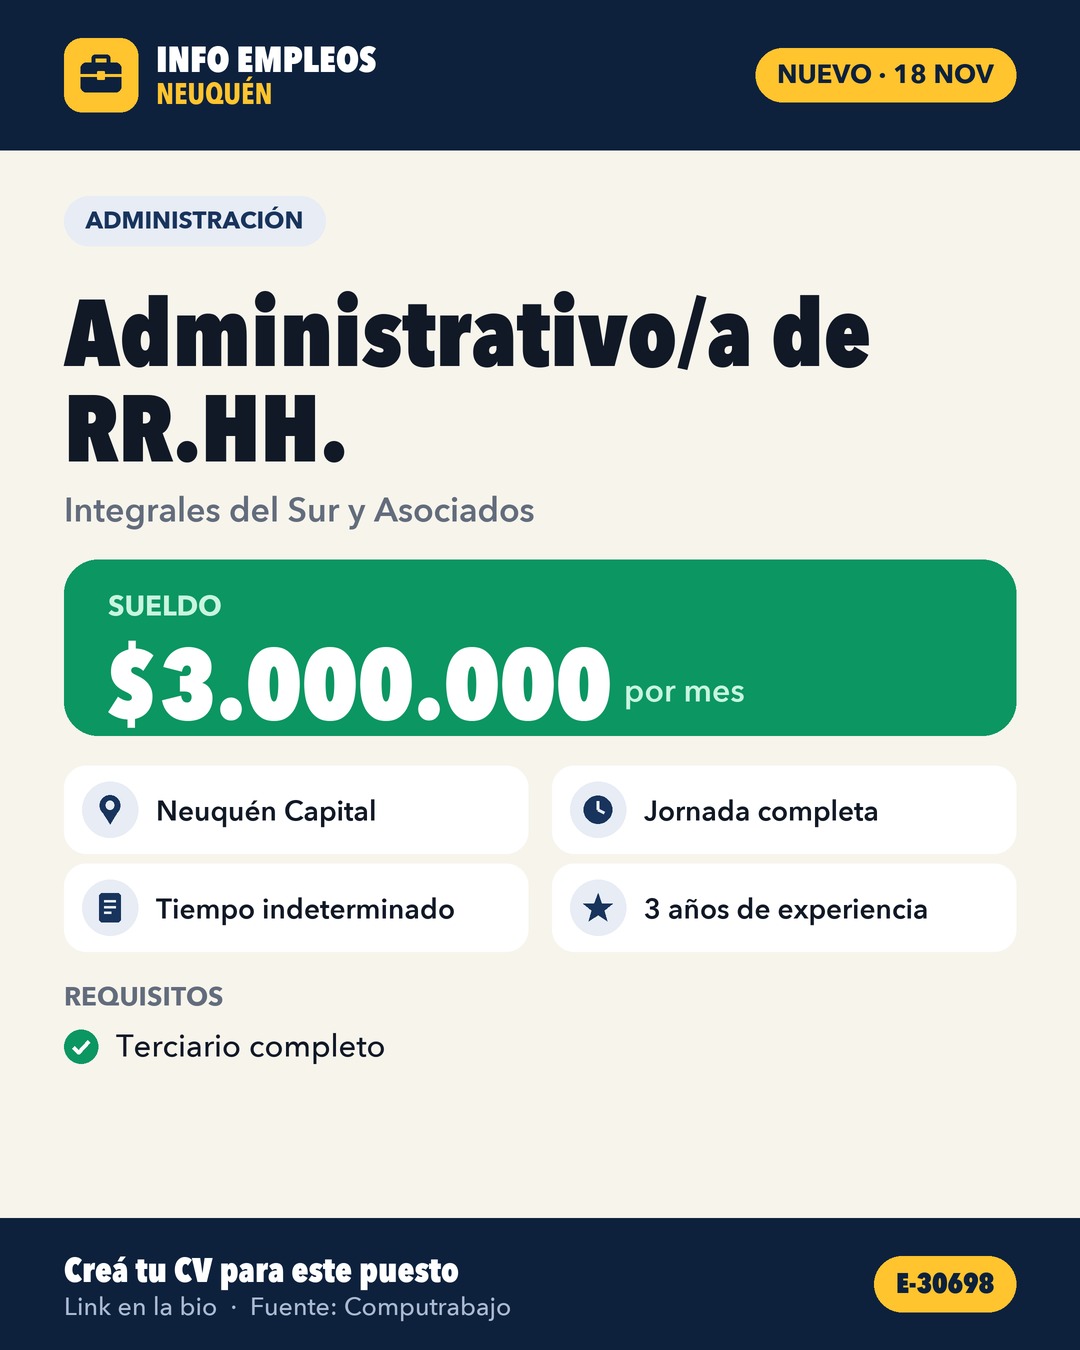 INFO EMPLEOS
NEUQUÉN
NUEVO · 18 NOV
ADMINISTRACIÓN
Administrativo/a de
RR.HH.
Integrales del Sur y Asociados
SUELDO
$3.000.000 por mes
Neuquén Capital
Jornada completa
Tiempo indeterminado
3 años de experiencia
REQUISITOS
Terciario completo
Creá tu CV para este puesto
Link en la bio · Fuente: Computrabajo
E-30698